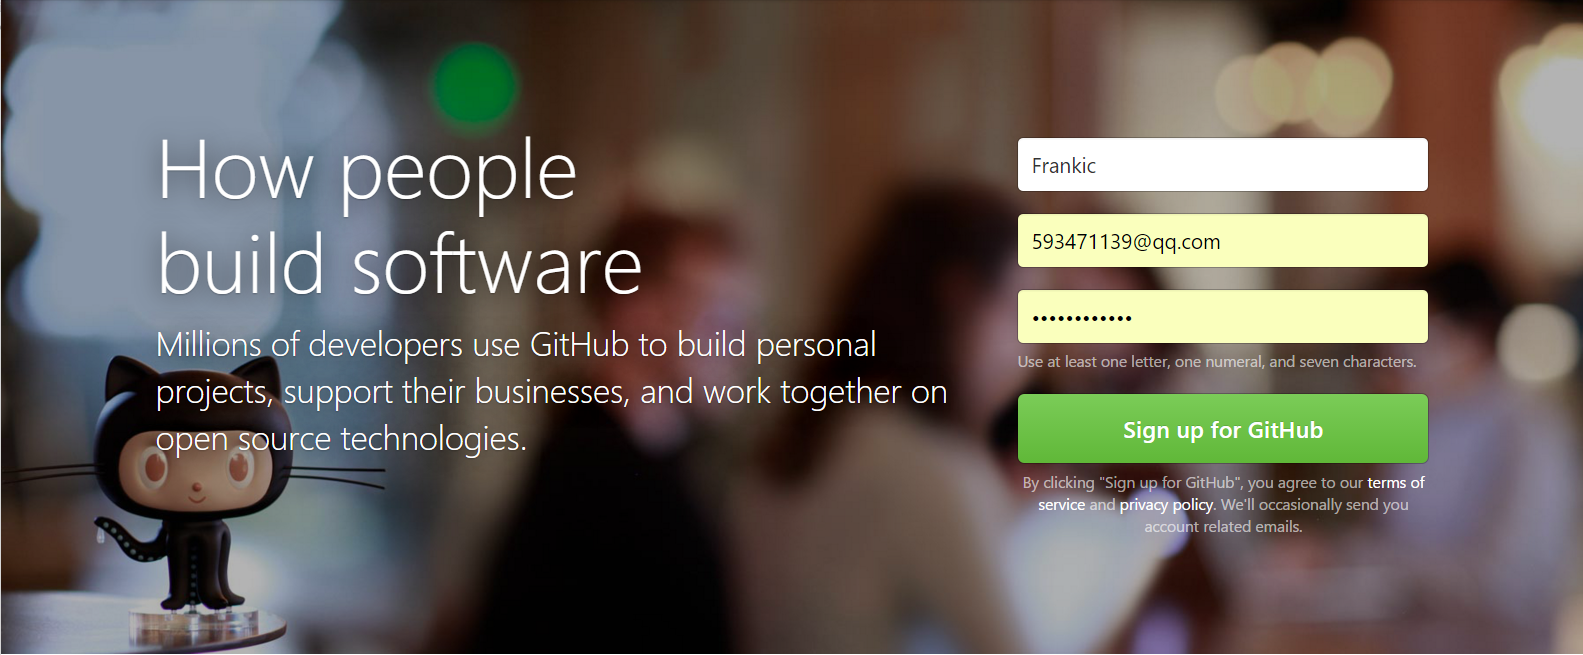 How people
build software
Millions of developers use GitHub to build personal
projects, support their businesses, and work together on
open source technologies.
Frankic
593471139@qq.com
••••••••••••
Use at least one letter, one numeral, and seven characters.
Sign up for GitHub
By clicking "Sign up for GitHub", you agree to our terms of
service and privacy policy. We'll occasionally send you
account related emails.